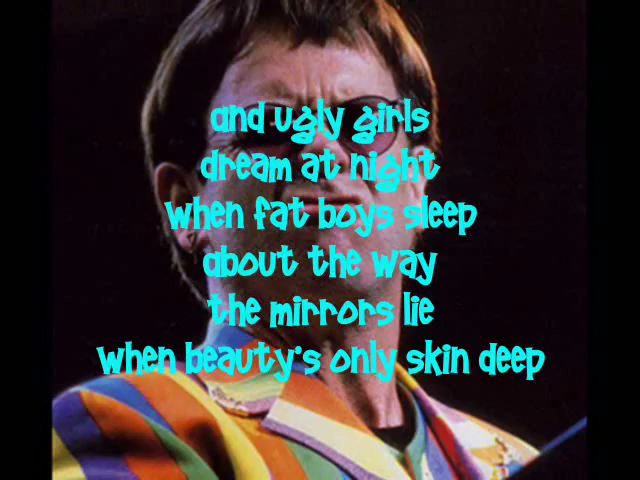 and ugly girls
dream at night
when fat boys sleep
about the way
the mirrors lie
when beauty's only skin deep